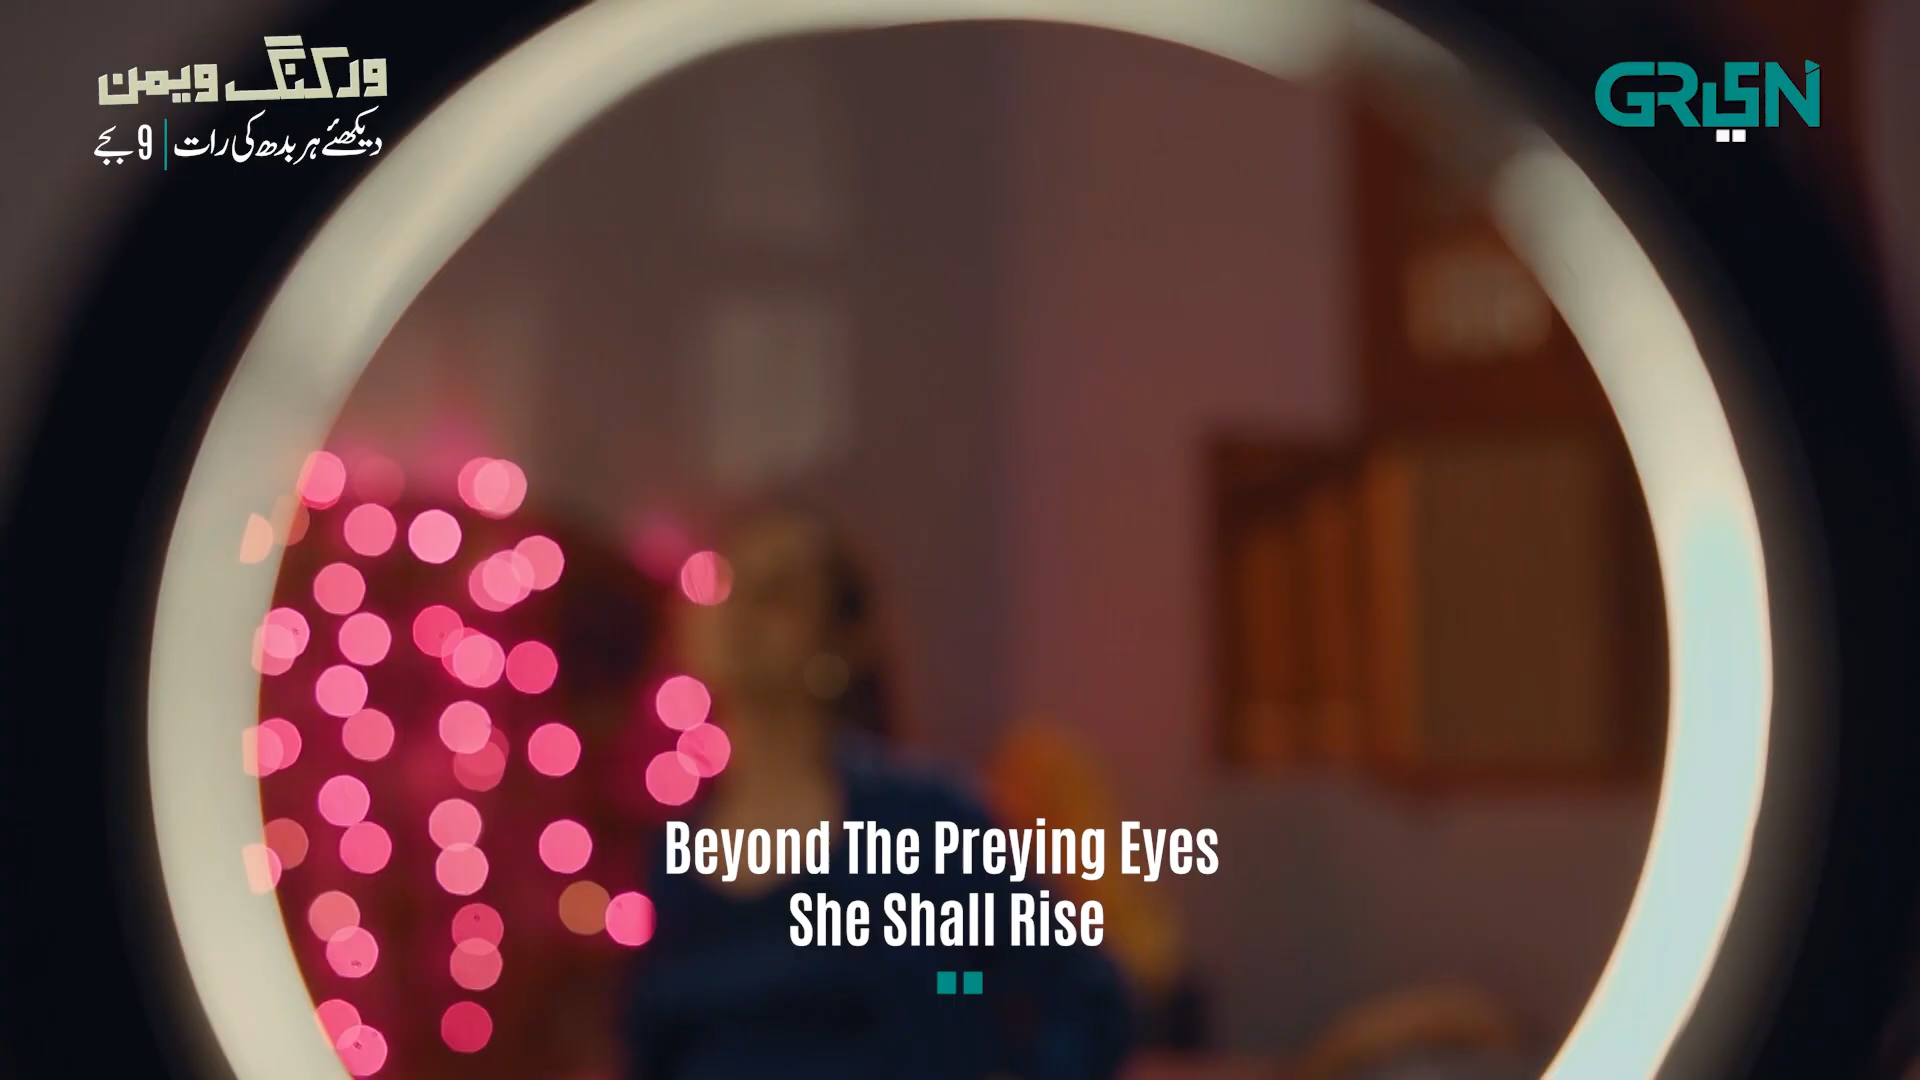 ورکنگ ویمن
دیکھئے ہر بدھ کی رات | 9 بجے
GREEN
Beyond The Preying Eyes
She Shall Rise